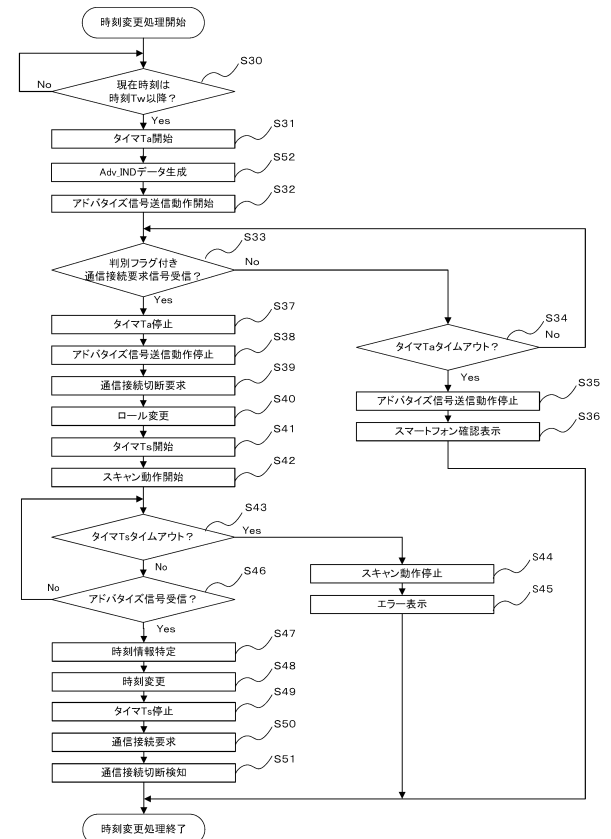 時刻変更処理開始
S30
現在時刻は
時刻Tw以降？
No
Yes
S31
タイマTa開始
S52
Adv_INDデータ生成
S32
アドバタイズ信号送信動作開始
S33
判別フラグ付き
通信接続要求信号受信？
No
Yes
S34
タイマTaタイムアウト？
No
Yes
S35
アドバタイズ信号送信動作停止
S36
スマートフォン確認表示
S37
タイマTa停止
S38
アドバタイズ信号送信動作停止
S39
通信接続切断要求
S40
ロール変更
S41
タイマTs開始
S42
スキャン動作開始
S43
タイマTsタイムアウト？
Yes
No
S44
スキャン動作停止
S45
エラー表示
S46
アドバタイズ信号受信？
No
Yes
S47
時刻情報特定
S48
時刻変更
S49
タイマTs停止
S50
通信接続要求
S51
通信接続切断検知
時刻変更処理終了